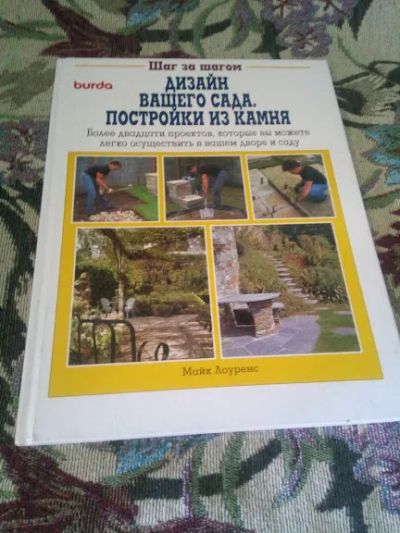 Шаг за шагом
burda
ДИЗАЙН
ВАШЕГО САДА.
ПОСТРОЙКИ ИЗ КАМНЯ
Более двадцати проектов, которые вы можете
легко осуществить в вашем дворе и саду
Майк Лоуренс